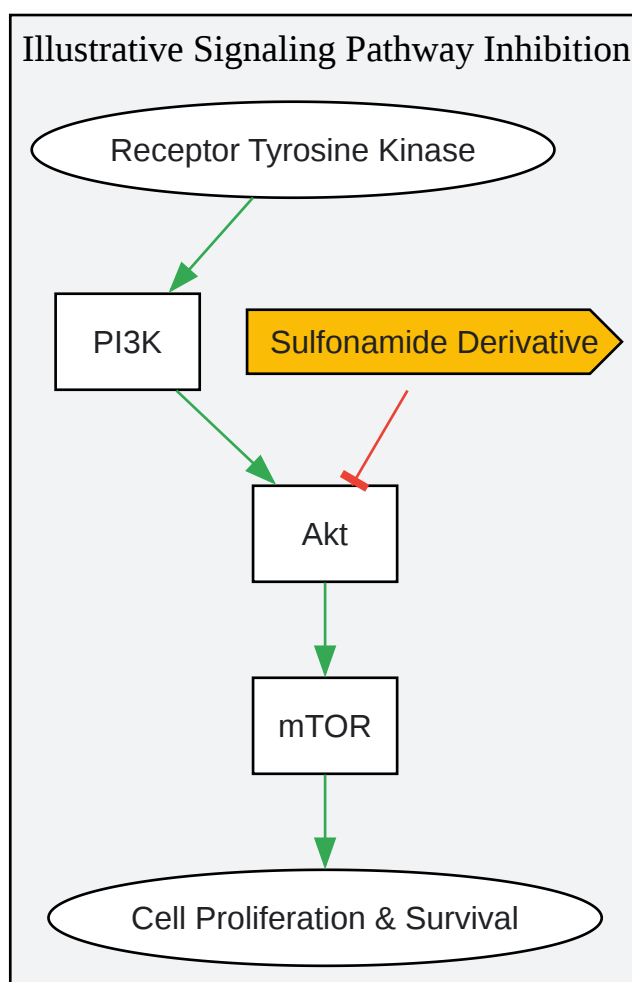 Illustrative Signaling Pathway Inhibition
Receptor Tyrosine Kinase
PI3K
Sulfonamide Derivative
Akt
mTOR
Cell Proliferation & Survival